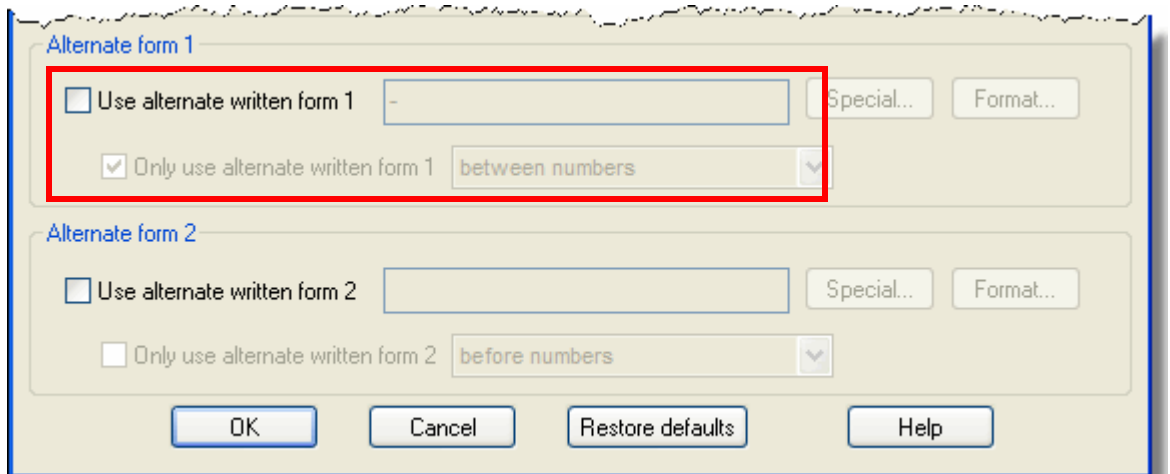 Alternate form 1
Use alternate written form 1 - Special... Format...
Only use alternate written form 1 between numbers
Alternate form 2
Use alternate written form 2 Special... Format...
Only use alternate written form 2 before numbers
OK Cancel Restore defaults Help